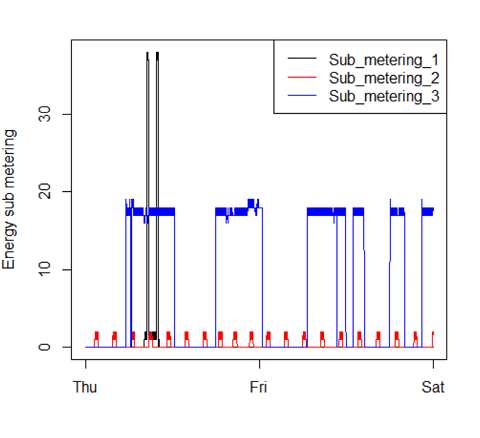 Sub_metering_1
Sub_metering_2
Sub_metering_3
Energy sub metering
30
20
10
0
Thu Fri Sat